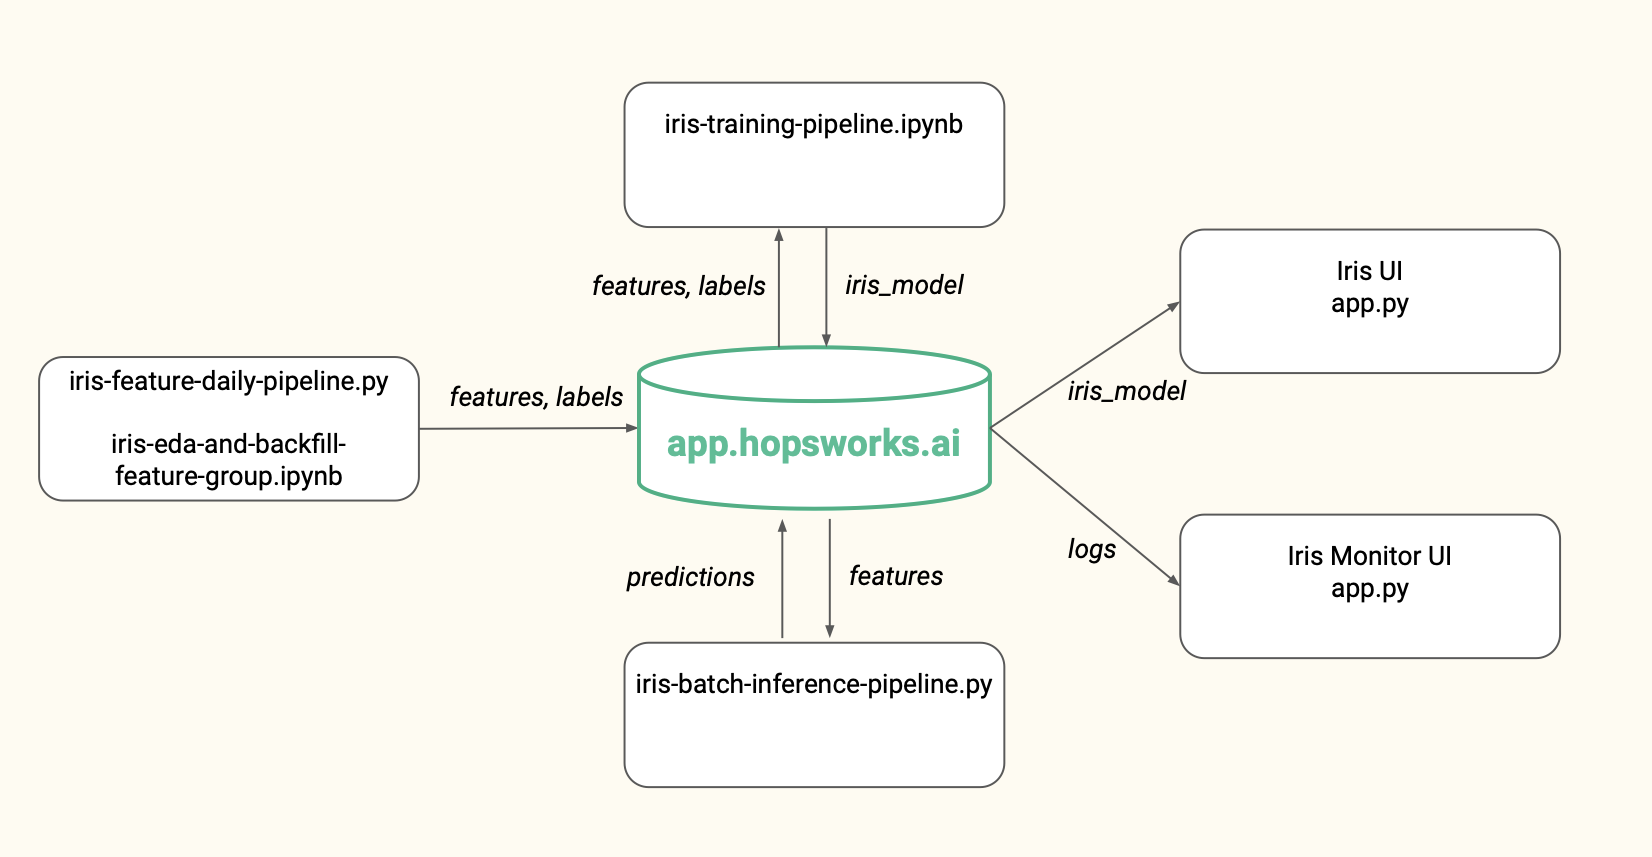 iris-training-pipeline.ipynb
features, labels
iris_model
iris-feature-daily-pipeline.py
iris-eda-and-backfill-
feature-group.ipynb
features, labels
app.hopsworks.ai
iris_model
Iris UI
app.py
logs
Iris Monitor UI
app.py
predictions
features
iris-batch-inference-pipeline.py